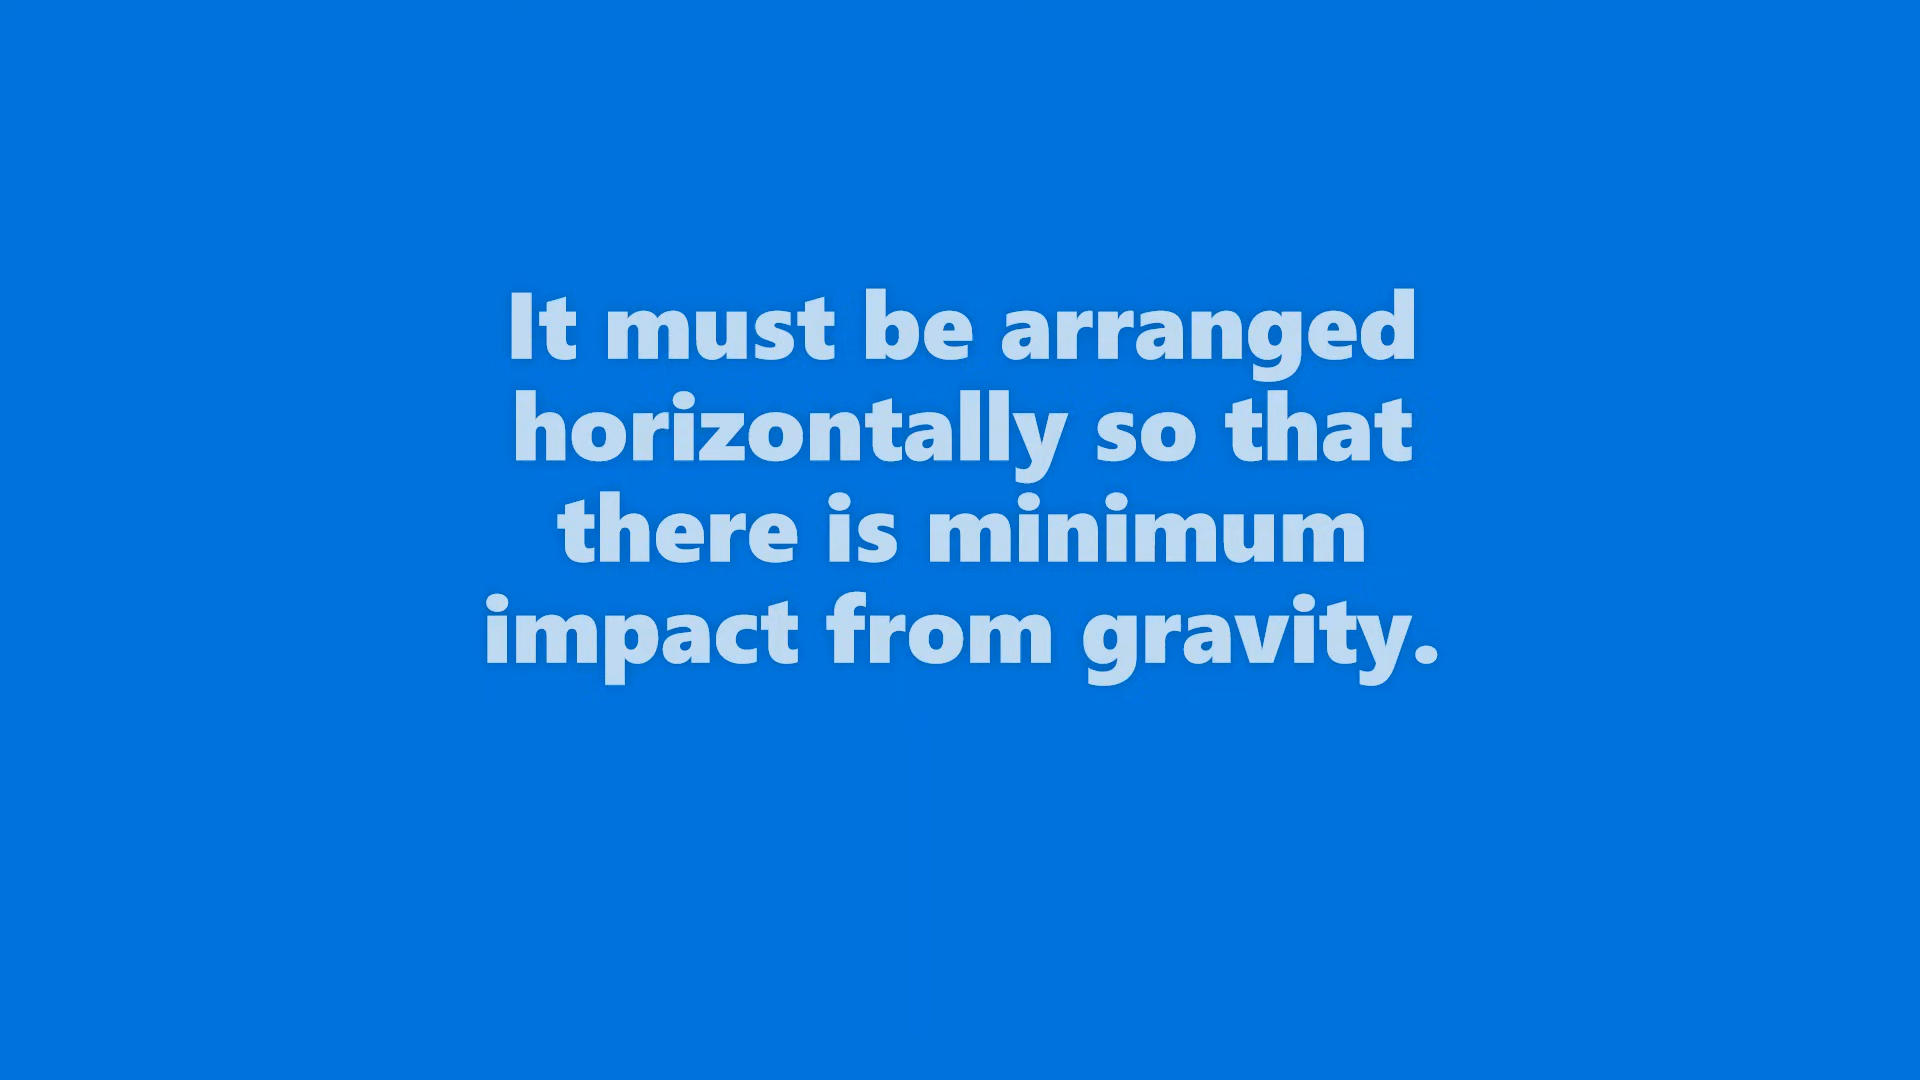 It must be arranged
horizontally so that
there is minimum
impact from gravity.